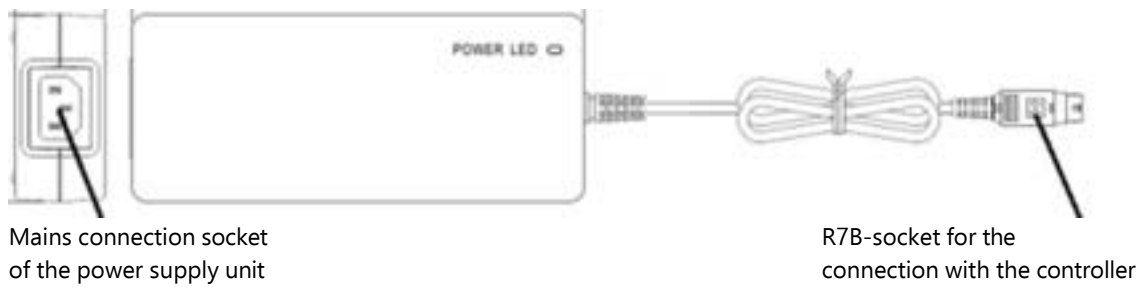 POWER LED
Mains connection socket
of the power supply unit
R7B-socket for the
connection with the controller